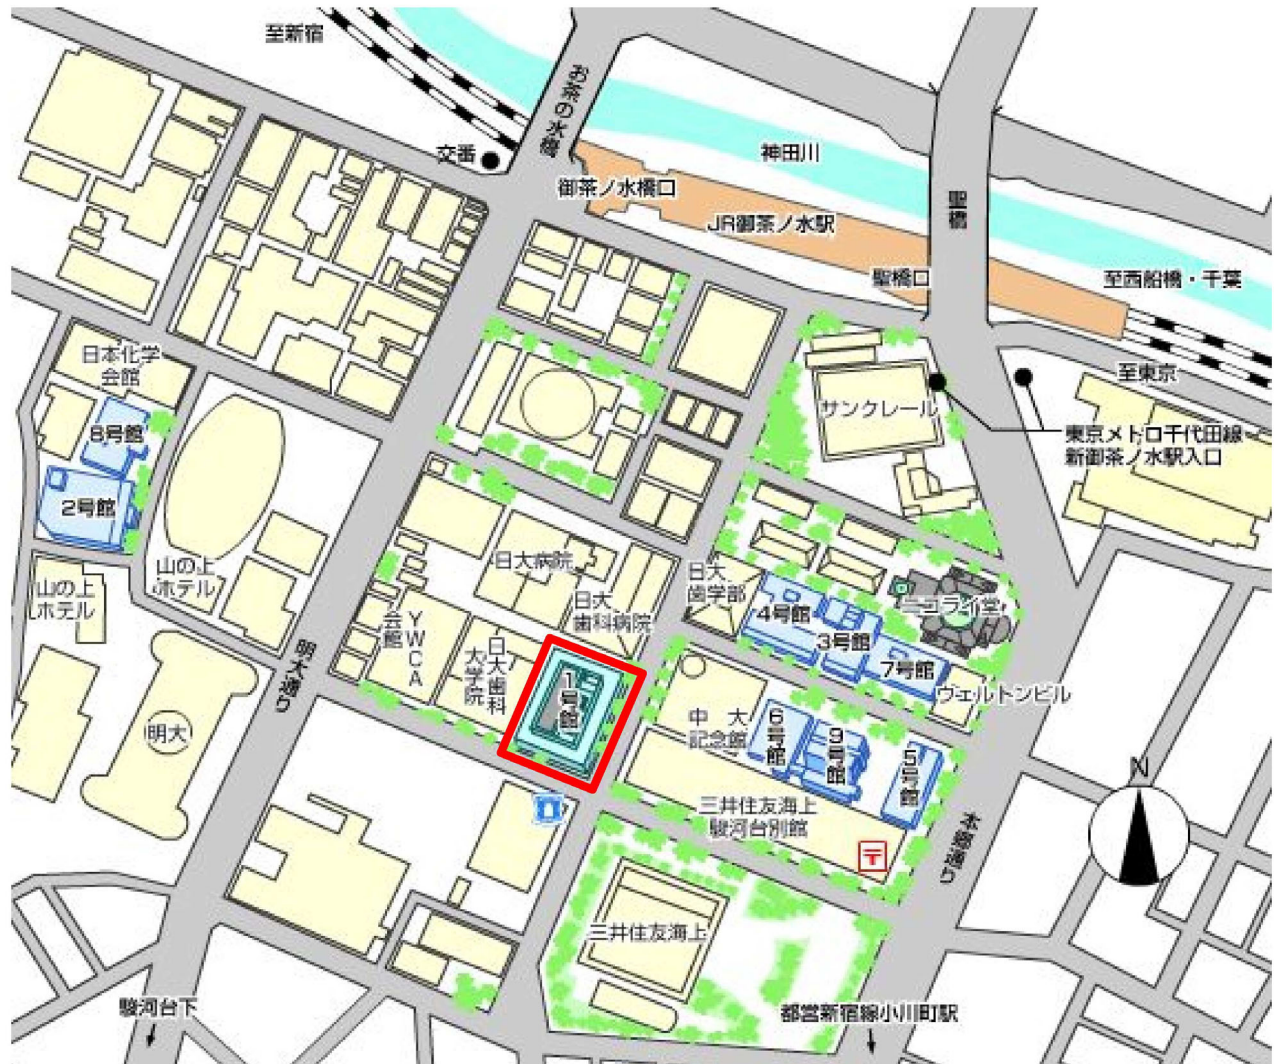 至新宿
お茶の水橋
交番
神田川
御茶ノ水橋口
聖橋
JR御茶ノ水駅
聖橋口
至西船橋・千葉
日本化学
会館
至東京
サンクレール
8号館
東京メトロ千代田線
新御茶ノ水駅入口
2号館
山の上
ホテル
山の上
ホテル
日大病院
日大
歯科病院
日大
歯学部
4号館
3号館
7号館
ニコライ堂
ヴェルトンビル
YWCA
会館
日大歯科
大学院
1号館
明大通り
明大
中 大
記念館
6号館
9号館
5号館
三井住友海上
駿河台別館
〒
本郷通り
N
三井住友海上
駿河台下
都営新宿線小川町駅